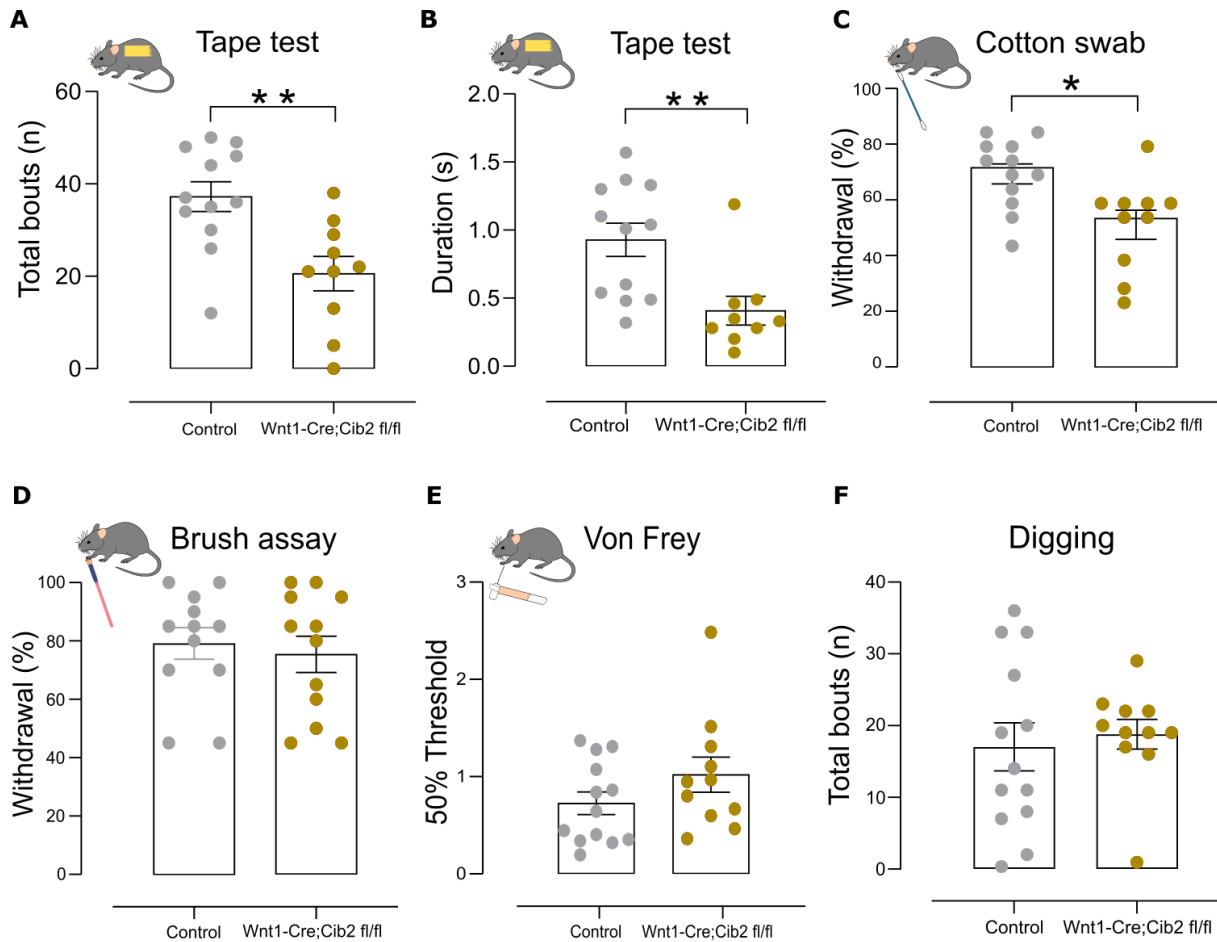 A
Tape test
Total bouts (n)
60
40
20
0
* *
Control
Wnt1-Cre;Cib2 fl/fl
B
Tape test
Duration (s)
2.0
1.5
1.0
0.5
0.0
* *
Control
Wnt1-Cre;Cib2 fl/fl
C
Cotton swab
Withdrawal (%)
100
80
60
40
20
0
*
Control
Wnt1-Cre;Cib2 fl/fl
D
Brush assay
Withdrawal (%)
100
80
60
40
20
0
Control
Wnt1-Cre;Cib2 fl/fl
E
Von Frey
50% Threshold
3
2
1
0
Control
Wnt1-Cre;Cib2 fl/fl
F
Digging
Total bouts (n)
40
30
20
10
0
Control
Wnt1-Cre;Cib2 fl/fl